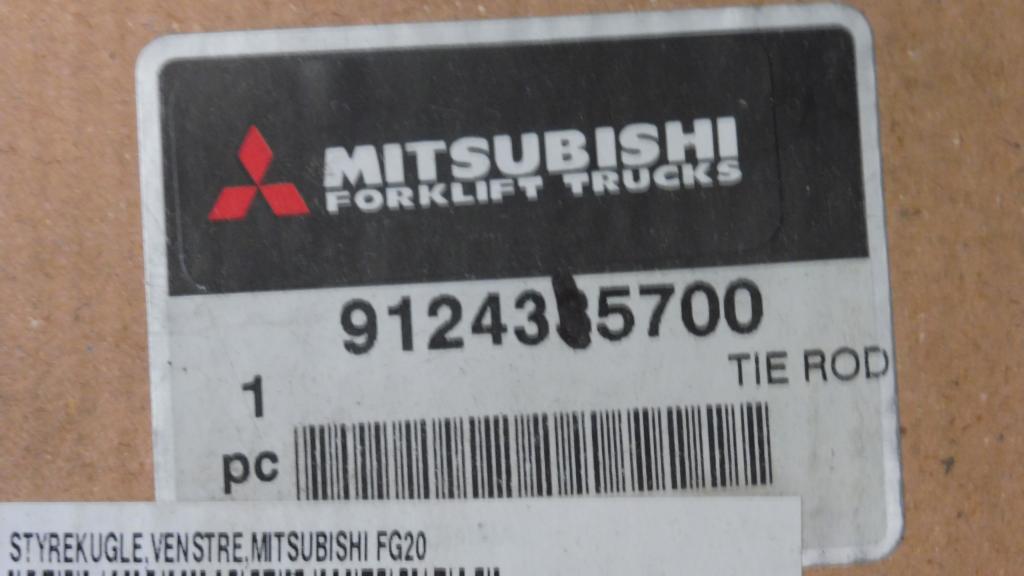 MITSUBISHI
FORKLIFT TRUCKS
TIE ROD
1
pc
STYREKUGLE,VENSTRE,MITSUBISHI FG20